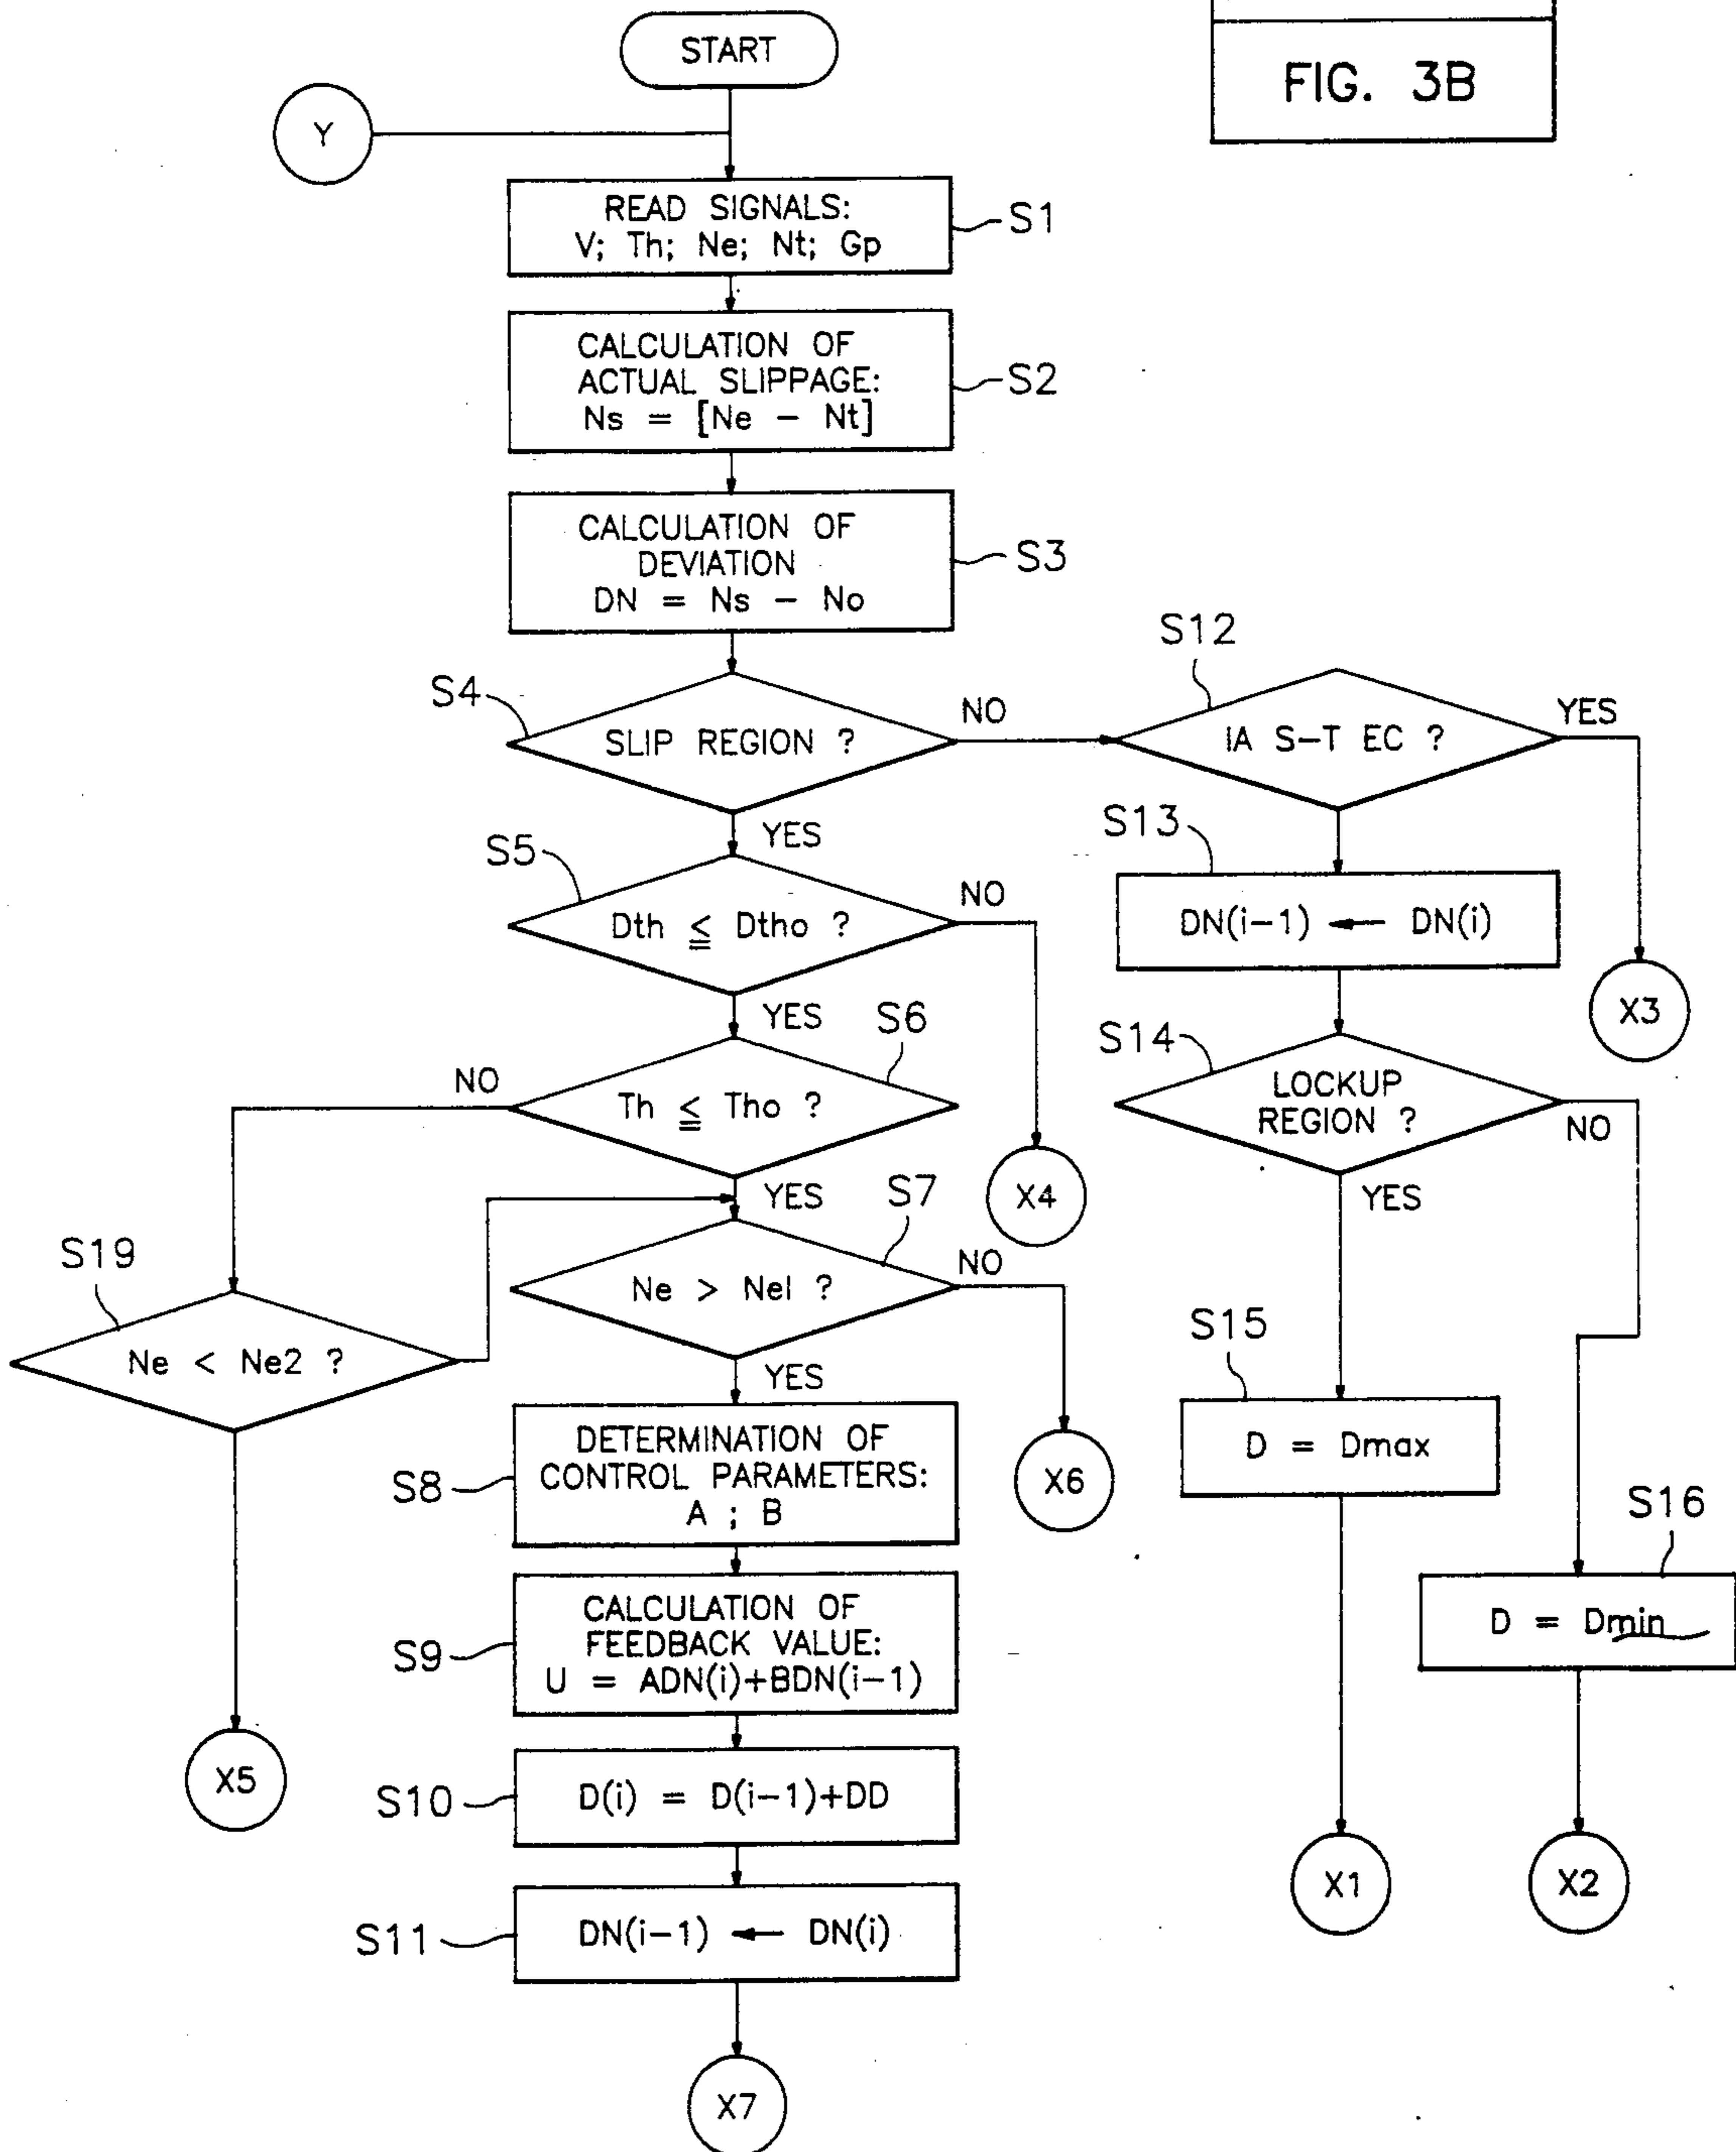 FIG. 3B
START
Y
READ SIGNALS:
V; Th; Ne; Nt; Gp
S1
CALCULATION OF
ACTUAL SLIPPAGE:
Ns = [Ne - Nt]
S2
CALCULATION OF
DEVIATION
DN = Ns - No
S3
S4
SLIP REGION ?
NO
YES
S12
IA S-T EC ?
YES
S5
Dth ≦ Dtho ?
NO
YES
S13
DN(i-1) ← DN(i)
X3
S6
Th ≦ Tho ?
NO
YES
X4
S14
LOCKUP
REGION ?
NO
YES
S19
Ne < Ne2 ?
S7
Ne > Nel ?
NO
YES
X6
S15
D = Dmax
S16
D = Dmin
S8
DETERMINATION OF
CONTROL PARAMETERS:
A ; B
S9
CALCULATION OF
FEEDBACK VALUE:
U = ADN(i)+BDN(i-1)
X5
S10
D(i) = D(i-1)+DD
X1
X2
S11
DN(i-1) ← DN(i)
X7